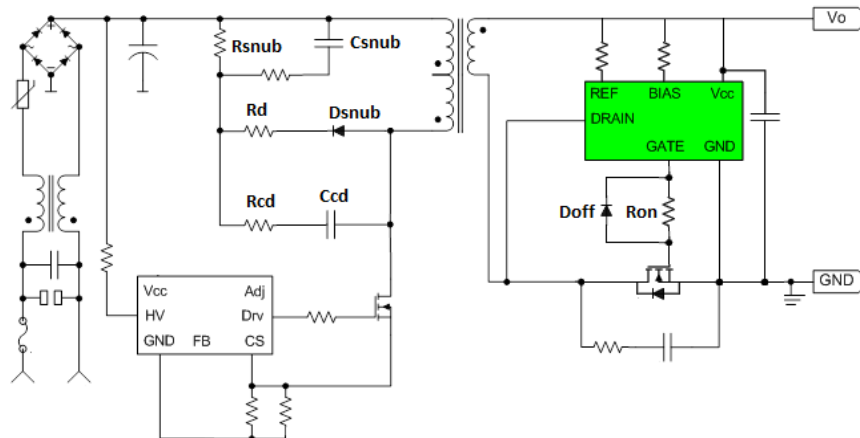 Vo
Rsnub
Csnub
REF BIAS Vcc
DRAIN
GATE GND
Rd
Dsnub
Rcd
Ccd
Doff
Ron
GND
Vcc Adj
HV Drv
GND FB CS